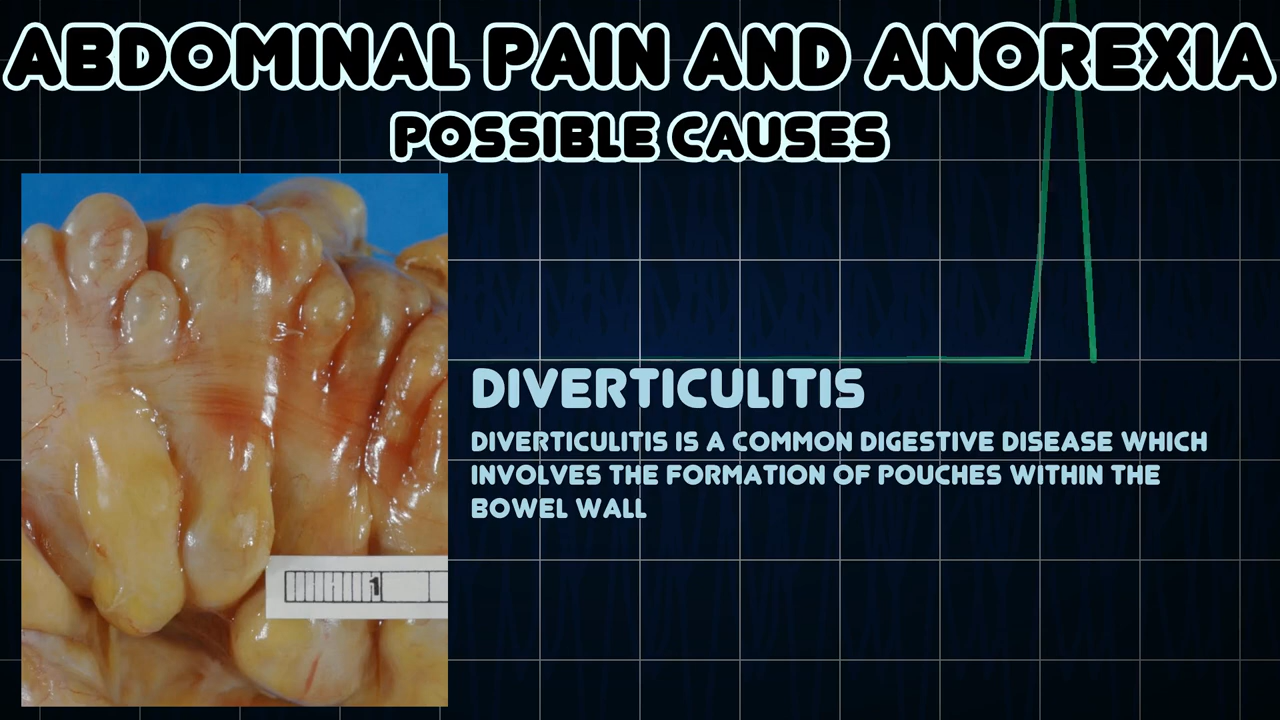 ABDOMINAL PAIN AND ANOREXIA
POSSIBLE CAUSES
DIVERTICULITIS
DIVERTICULITIS IS A COMMON DIGESTIVE DISEASE WHICH
INVOLVES THE FORMATION OF POUCHES WITHIN THE
BOWEL WALL
1